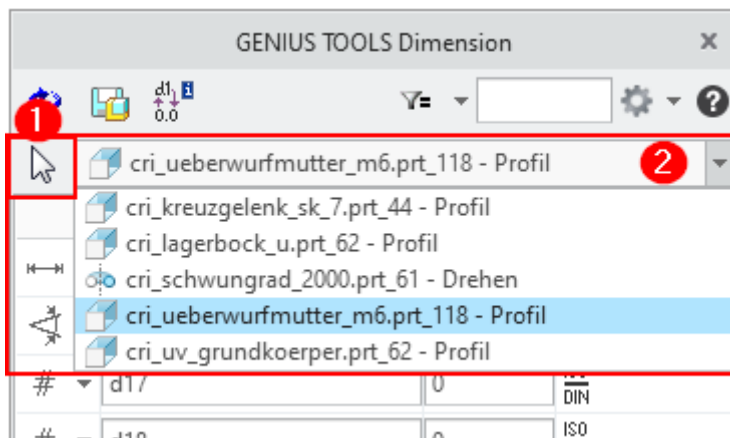 GENIUS TOOLS Dimension
d1 i
0.0
1
cri_ueberwurfmutter_m6.prt_118 - Profil 2
cri_kreuzgelenk_sk_7.prt_44 - Profil
cri_lagerbock_u.prt_62 - Profil
cri_schwungrad_2000.prt_61 - Drehen
cri_ueberwurfmutter_m6.prt_118 - Profil
cri_uv_grundkoerper.prt_62 - Profil
# d17 0 DIN
# d18 0 ISO